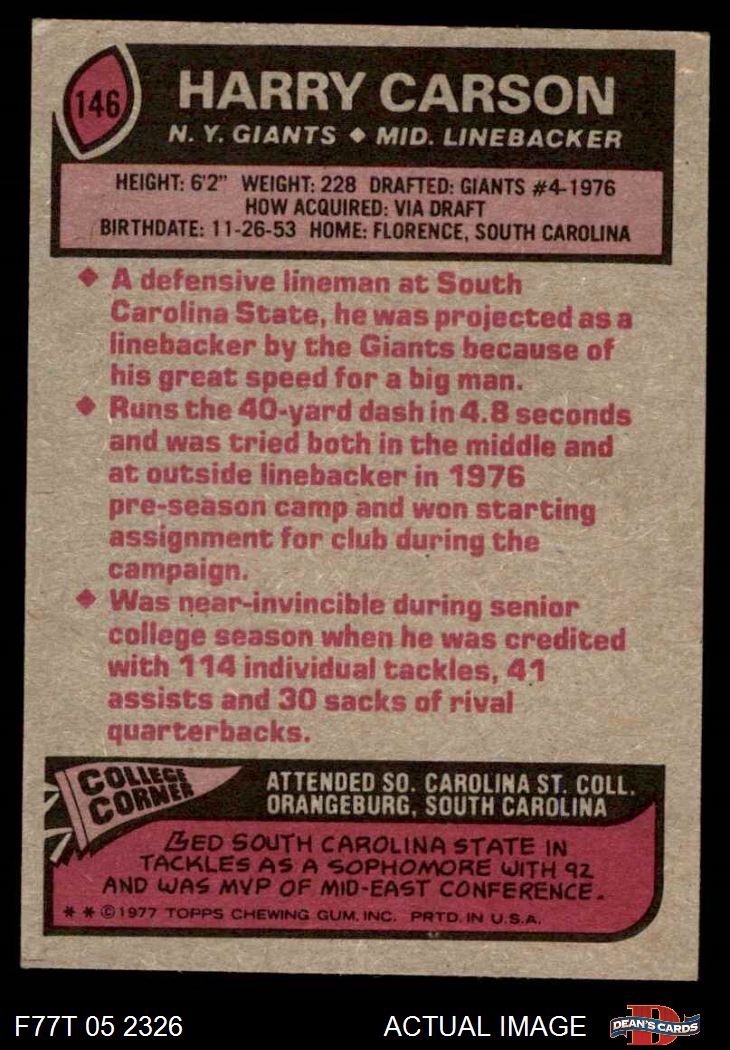 146
HARRY CARSON
N. Y. GIANTS ◆ MID. LINEBACKER
HEIGHT: 6'2" WEIGHT: 228 DRAFTED: GIANTS #4-1976
HOW ACQUIRED: VIA DRAFT
BIRTHDATE: 11-26-53 HOME: FLORENCE, SOUTH CAROLINA
◆ A defensive lineman at South
Carolina State, he was projected as a
linebacker by the Giants because of
his great speed for a big man.
◆ Runs the 40-yard dash in 4.8 seconds
and was tried both in the middle and
at outside linebacker in 1976
pre-season camp and won starting
assignment for club during the
campaign.
◆ Was near-invincible during senior
college season when he was credited
with 114 individual tackles, 41
assists and 30 sacks of rival
quarterbacks.
COLLEGE
CORNER
ATTENDED SO. CAROLINA ST. COLL.
ORANGEBURG, SOUTH CAROLINA
LED SOUTH CAROLINA STATE IN
TACKLES AS A SOPHOMORE WITH 92
AND WAS MVP OF MID-EAST CONFERENCE.
* * © 1977 TOPPS CHEWING GUM, INC. PRTD. IN U.S.A.
F77T 05 2326
ACTUAL IMAGE
D
DEAN'S CARDS